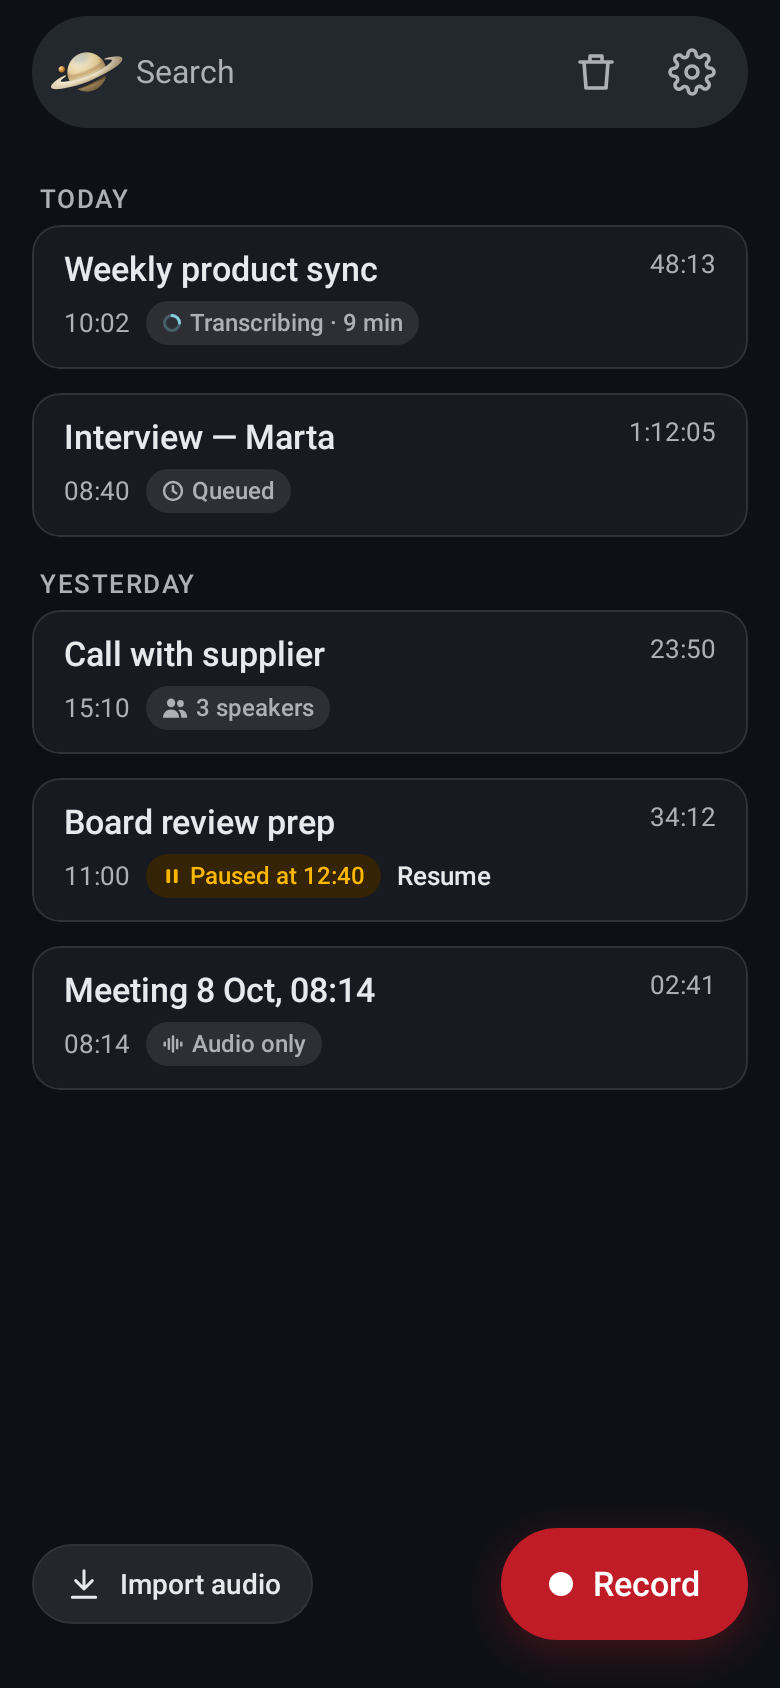 Search
TODAY
Weekly product sync
48:13
10:02 Transcribing · 9 min
Interview — Marta
1:12:05
08:40 Queued
YESTERDAY
Call with supplier
23:50
15:10 3 speakers
Board review prep
34:12
11:00 Paused at 12:40 Resume
Meeting 8 Oct, 08:14
02:41
08:14 Audio only
Import audio
Record